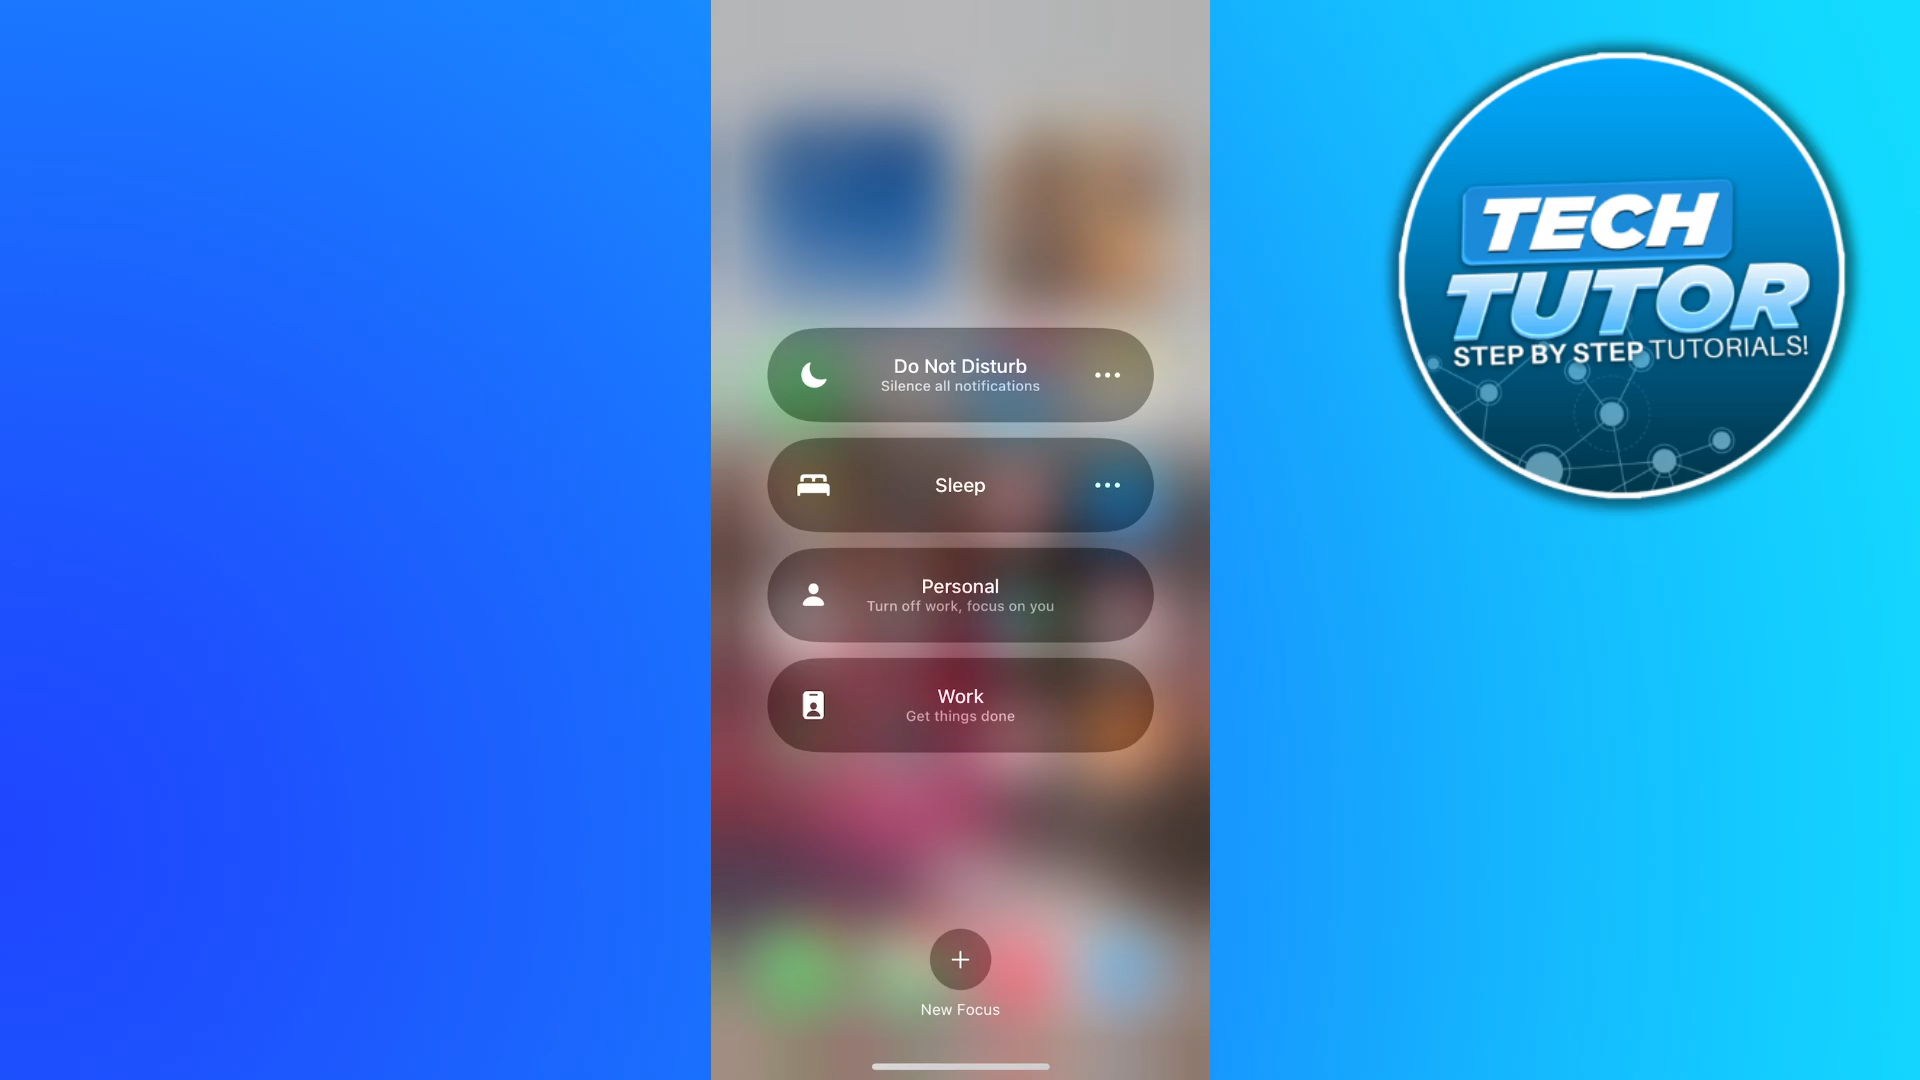 Do Not Disturb
Silence all notifications
Sleep
Personal
Turn off work, focus on you
Work
Get things done
New Focus
TECH
TUTOR
STEP BY STEP TUTORIALS!